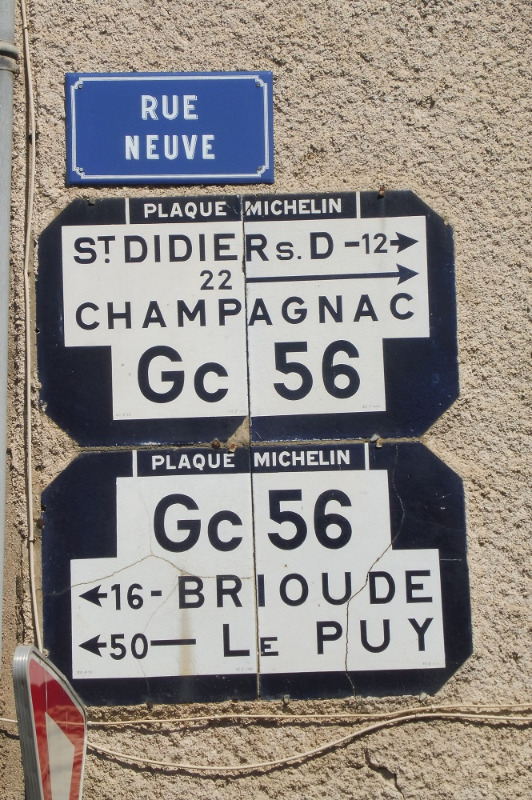 RUE
NEUVE
PLAQUE MICHELIN
ST DIDIER S. D -12→
22
CHAMPAGNAC
Gc 56
PLAQUE MICHELIN
Gc 56
←16- BRIOUDE
←50— LE PUY